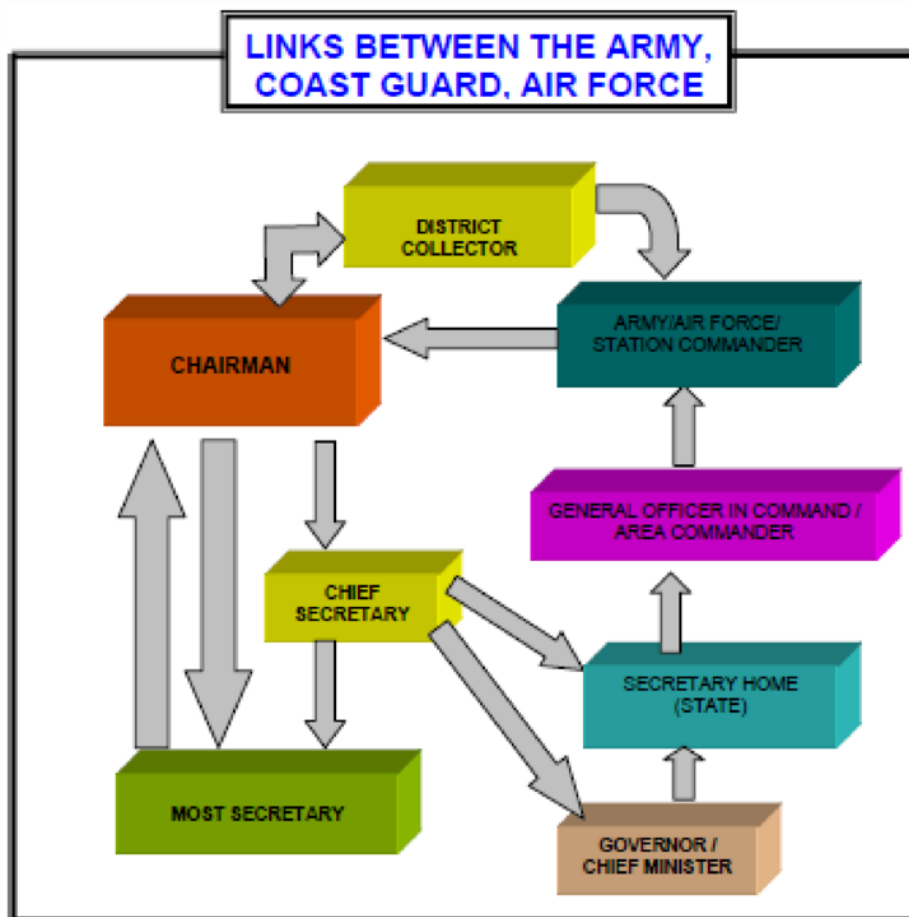 LINKS BETWEEN THE ARMY,
COAST GUARD, AIR FORCE
DISTRICT
COLLECTOR
CHAIRMAN
ARMY/AIR FORCE/
STATION COMMANDER
GENERAL OFFICER IN COMMAND /
AREA COMMANDER
CHIEF
SECRETARY
SECRETARY HOME
(STATE)
MOST SECRETARY
GOVERNOR /
CHIEF MINISTER